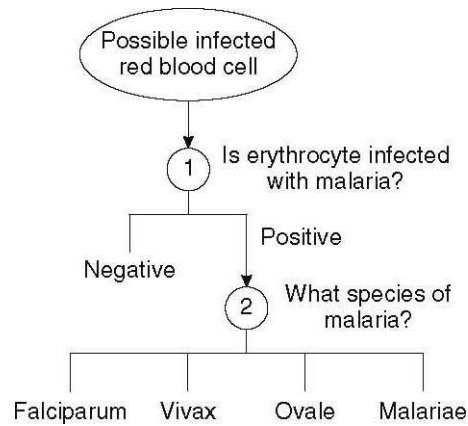 Possible infected
red blood cell
1
Is erythrocyte infected
with malaria?
Positive
Negative
2
What species of
malaria?
Falciparum
Vivax
Ovale
Malariae